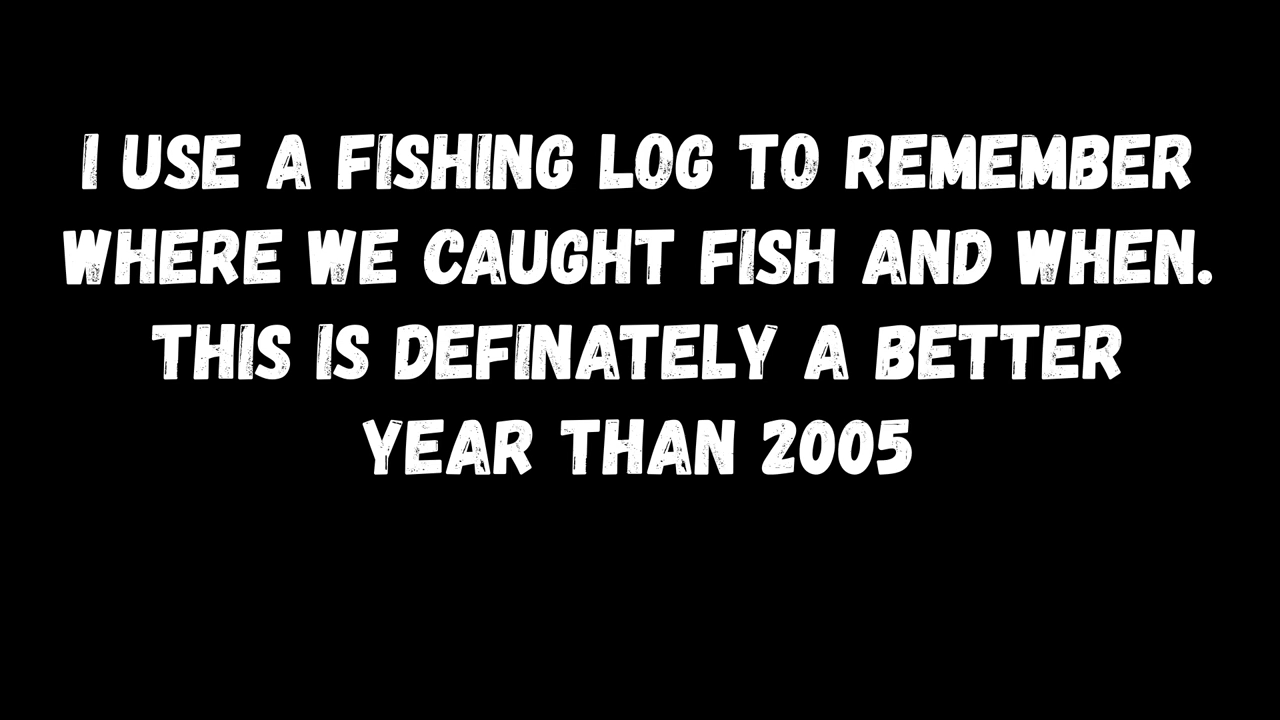 I USE A FISHING LOG TO REMEMBER
WHERE WE CAUGHT FISH AND WHEN.
THIS IS DEFINATELY A BETTER
YEAR THAN 2005